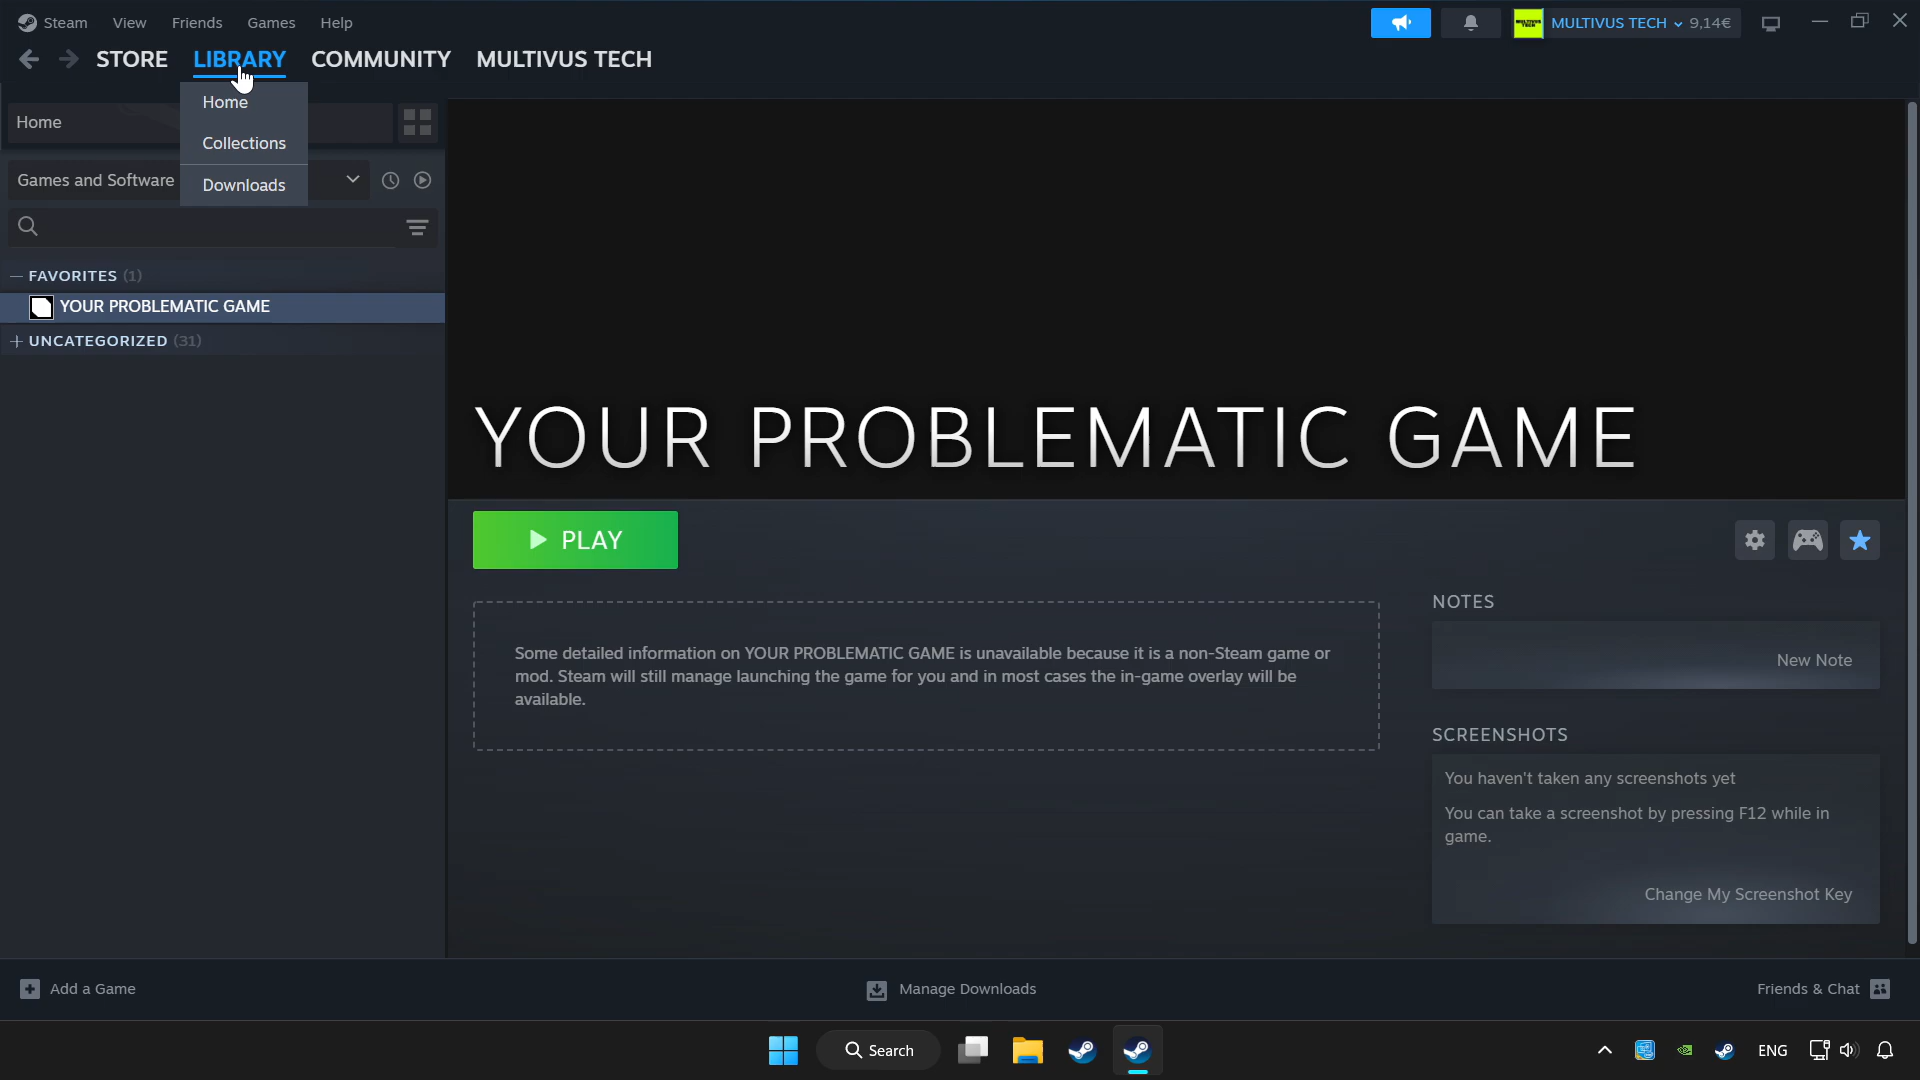 Steam View Friends Games Help
MULTIVUS TECH 9,14€
STORE LIBRARY COMMUNITY MULTIVUS TECH
Home
Collections
Downloads
Home
Games and Software
FAVORITES (1)
YOUR PROBLEMATIC GAME
UNCATEGORIZED (31)
YOUR PROBLEMATIC GAME
PLAY
Some detailed information on YOUR PROBLEMATIC GAME is unavailable because it is a non-Steam game or
mod. Steam will still manage launching the game for you and in most cases the in-game overlay will be
available.
NOTES
New Note
SCREENSHOTS
You haven't taken any screenshots yet
You can take a screenshot by pressing F12 while in
game.
Change My Screenshot Key
Add a Game
Manage Downloads
Friends & Chat
Search
ENG